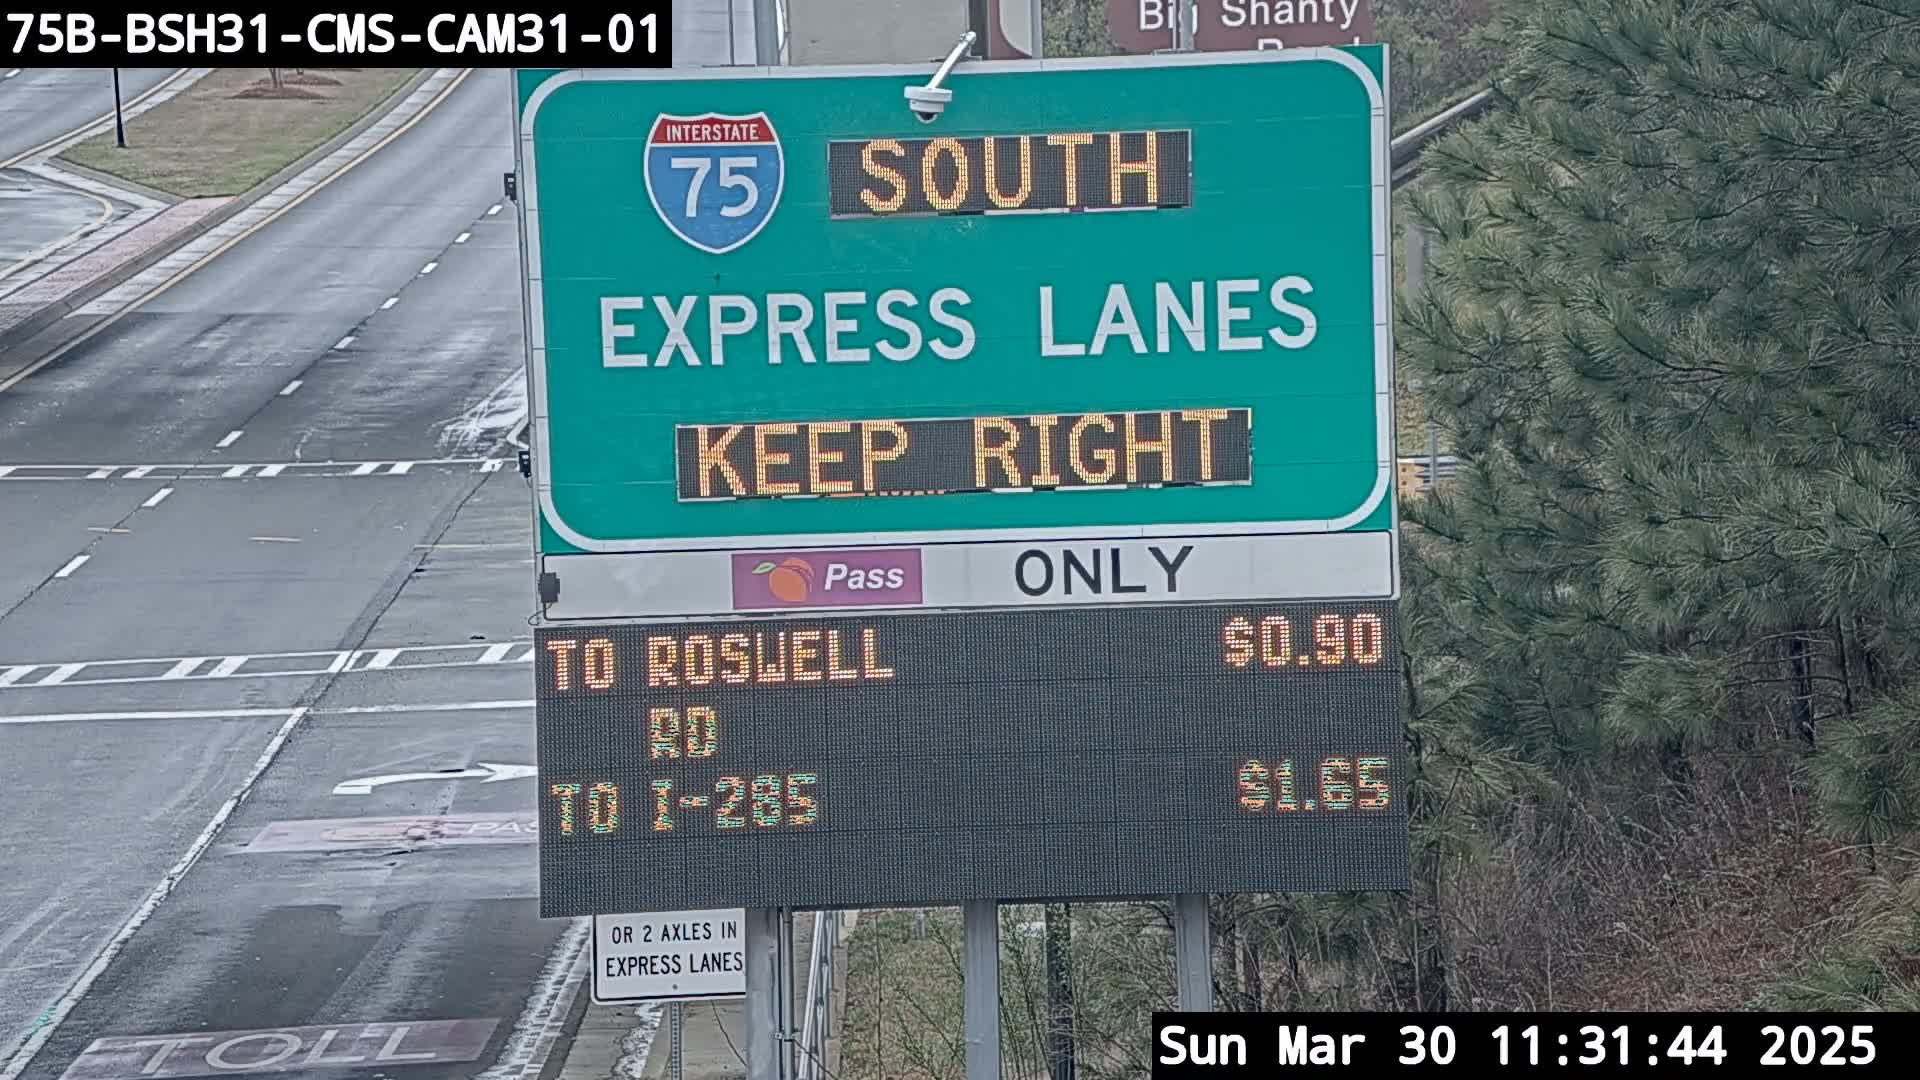 75B-BSH31-CMS-CAM31-01
Big Shanty
INTERSTATE
75
SOUTH
EXPRESS LANES
KEEP RIGHT
Pass ONLY
TO ROSWELL $0.90
RD
TO I-285 $1.65
OR 2 AXLES IN
EXPRESS LANES
TOLL
Sun Mar 30 11:31:44 2025